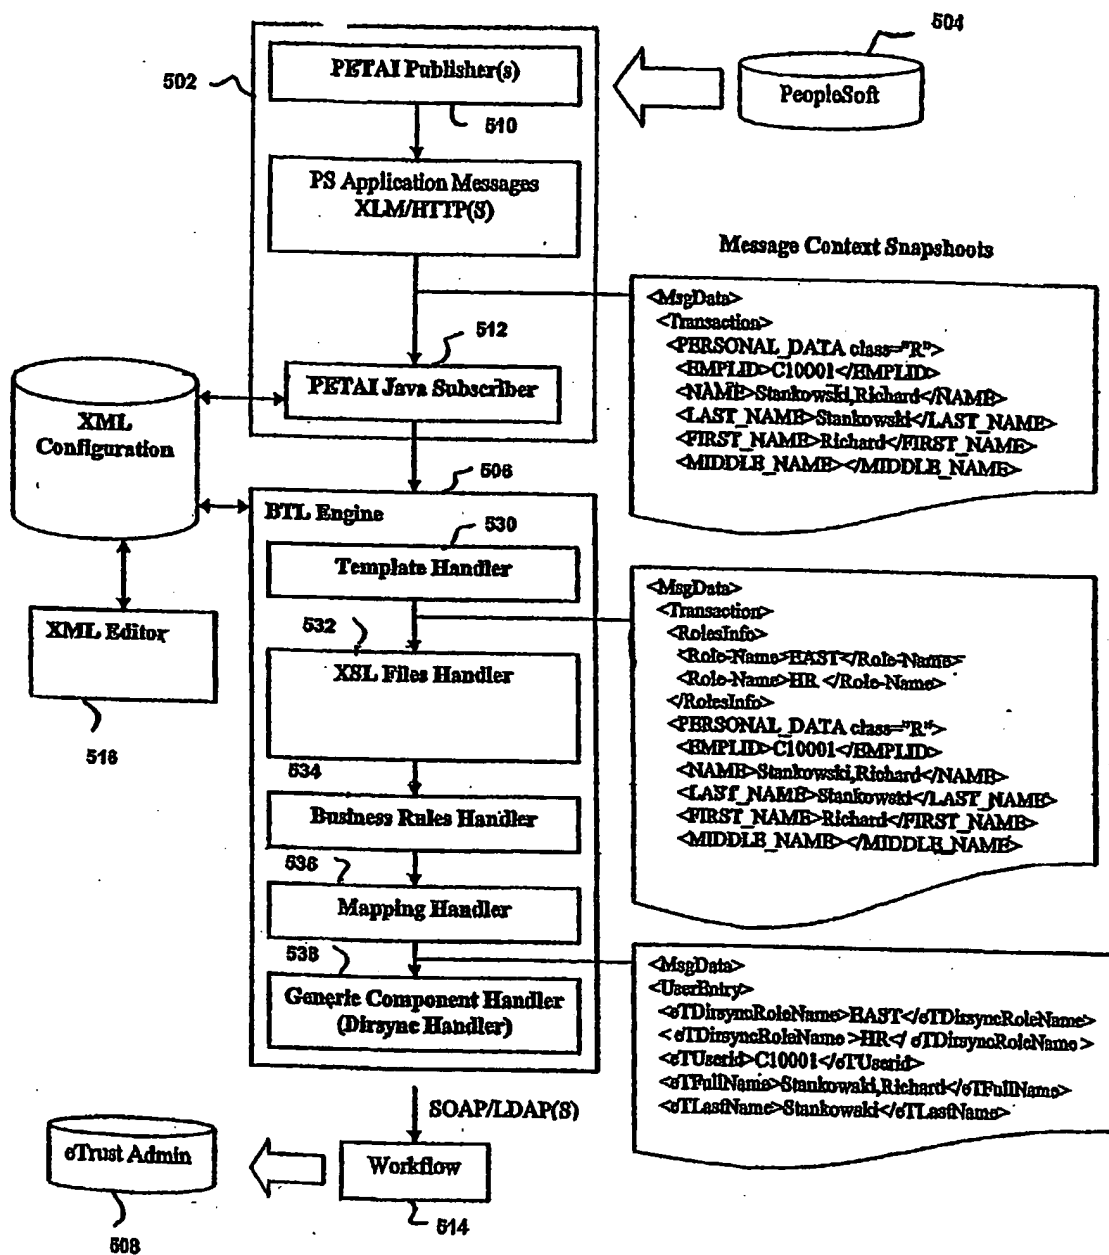 504
502
PETAI Publisher(s)
PeopleSoft
510
PS Application Messages
XLM/HTTP(S)
Message Context Snapshoots
<MsgData>
<Transaction>
<PERSONAL_DATA class="R">
<EMPLID>C10001</EMPLID>
<NAME>Stankowski,Richard</NAME>
<LAST_NAME>Stankowski</LAST_NAME>
<FIRST_NAME>Richard</FIRST_NAME>
<MIDDLE_NAME></MIDDLE_NAME>
512
PETAI Java Subscriber
XML
Configuration
506
BTL Engine
530
Template Handler
XML Editor
516
532
XSL Files Handler
<MsgData>
<Transaction>
<RolesInfo>
<Role-Name>EAST</Role-Name>
<Role-Name>HR </Role-Name>
</RolesInfo>
<PERSONAL_DATA class="R">
<EMPLID>C10001</EMPLID>
<NAME>Stankowski,Richard</NAME>
<LAST_NAME>Stankowski</LAST_NAME>
<FIRST_NAME>Richard</FIRST_NAME>
<MIDDLE_NAME></MIDDLE_NAME>
534
Business Rules Handler
536
Mapping Handler
538
Generic Component Handler
(Dirsync Handler)
<MsgData>
<UserEntry>
<eTDirsyncRoleName>EAST</eTDirsyncRoleName>
< eTDirsyncRoleName >HR</ eTDirsyncRoleName >
<eTUserid>C10001</eTUserid>
<eTFullName>Stankowski,Richard</eTFullName>
<eTLastName>Stankowski</eTLastName>
SOAP/LDAP(S)
eTrust Admin
Workflow
514
508